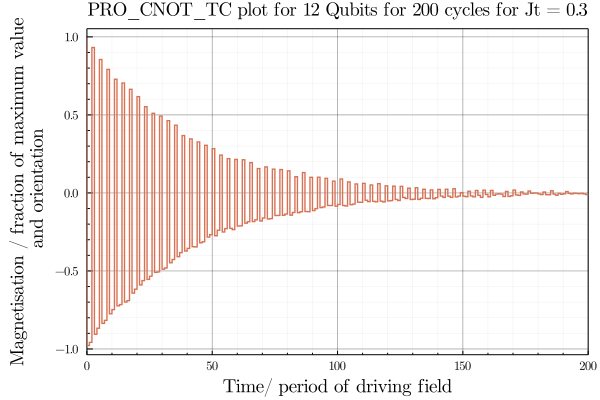 PRO_CNOT_TC plot for 12 Qubits for 200 cycles for Jt = 0.3
Magnetisation / fraction of maximum value
and orientation
1.0
0.5
0.0
−0.5
−1.0
0
50
100
150
200
Time/ period of driving field